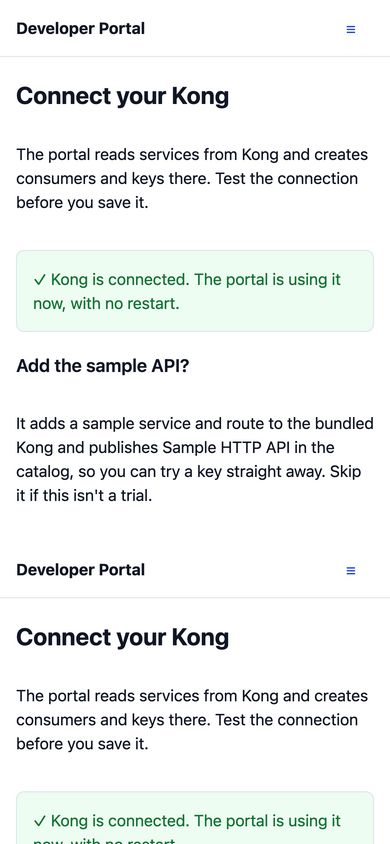 Developer Portal
≡
Connect your Kong
The portal reads services from Kong and creates
consumers and keys there. Test the connection
before you save it.
✓ Kong is connected. The portal is using it
now, with no restart.
Add the sample API?
It adds a sample service and route to the bundled
Kong and publishes Sample HTTP API in the
catalog, so you can try a key straight away. Skip
it if this isn't a trial.
Developer Portal
≡
Connect your Kong
The portal reads services from Kong and creates
consumers and keys there. Test the connection
before you save it.
✓ Kong is connected. The portal is using it
now, with no restart.